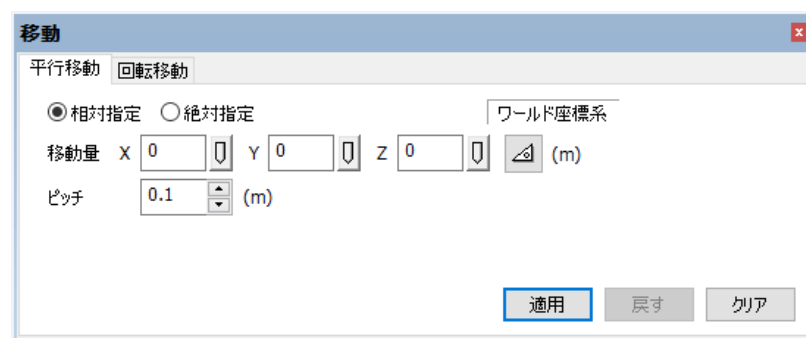 移動
平行移動 回転移動
相対指定 絶対指定 ワールド座標系
移動量 X 0 Y 0 Z 0 (m)
ピッチ 0.1 (m)
適用 戻す クリア